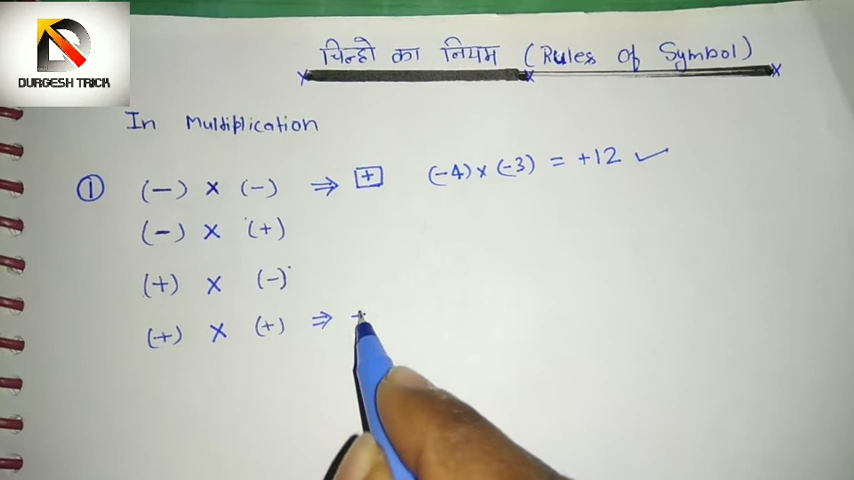 DURGESH TRICK
चिन्हो का नियम (Rules of Symbol)
In Multiplication
① (−) × (−) ⇒ + (−4) × (−3) = +12 ✓
(−) × (+)
(+) × (−)
(+) × (+) ⇒ +